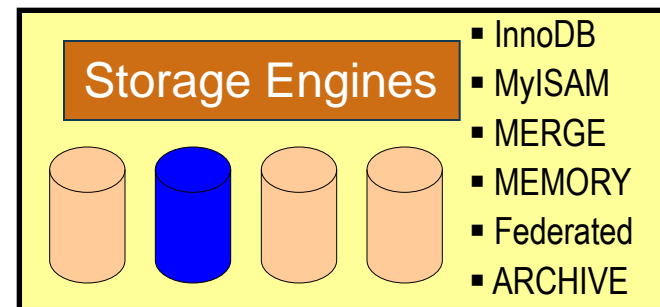 Storage Engines
▪ InnoDB
▪ MyISAM
▪ MERGE
▪ MEMORY
▪ Federated
▪ ARCHIVE